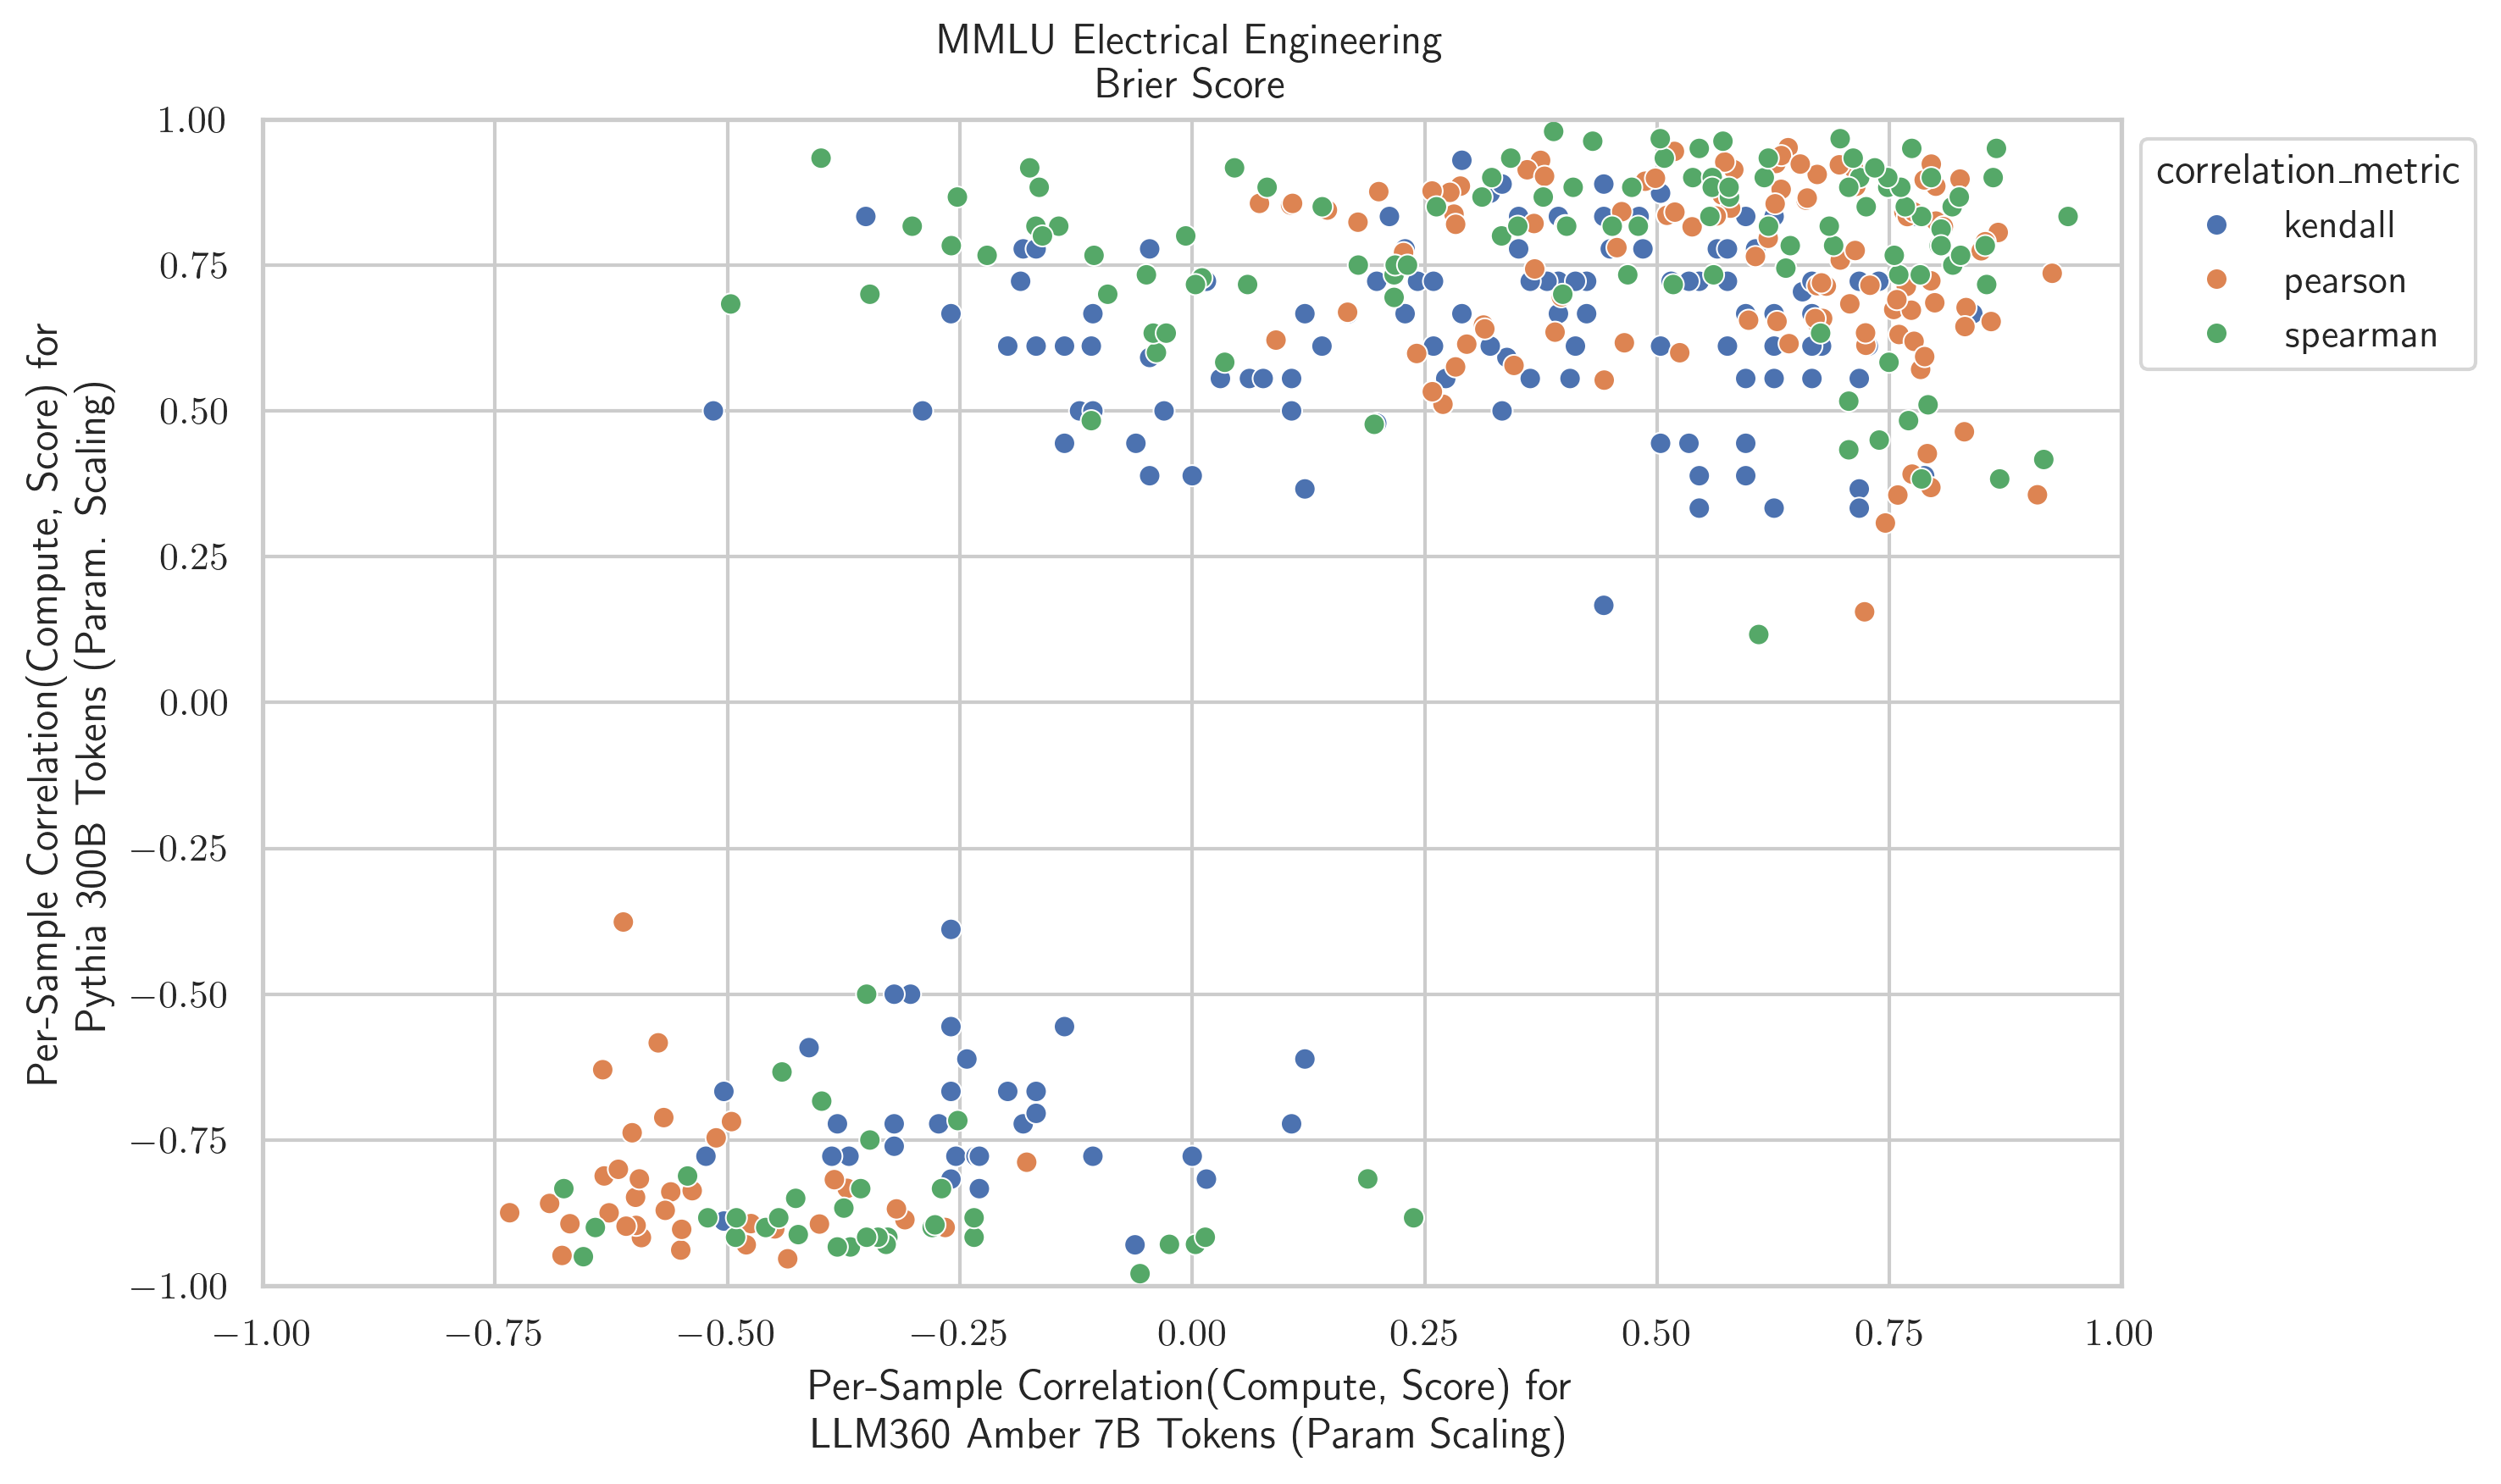 MMLU Electrical Engineering
Brier Score
Per-Sample Correlation(Compute, Score) for
Pythia 300B Tokens (Param. Scaling)
1.00
0.75
0.50
0.25
0.00
−0.25
−0.50
−0.75
−1.00
−1.00 −0.75 −0.50 −0.25 0.00 0.25 0.50 0.75 1.00
Per-Sample Correlation(Compute, Score) for
LLM360 Amber 7B Tokens (Param Scaling)
correlation_metric
kendall
pearson
spearman